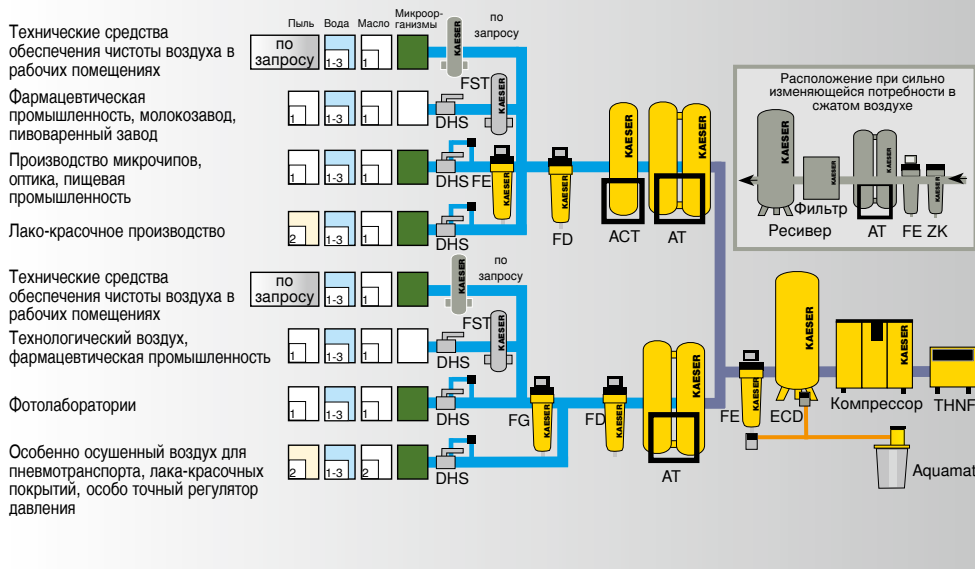 Пыль Вода Масло Микроор-
ганизмы
Технические средства
обеспечения чистоты воздуха в
рабочих помещениях
по
запросу
1-3
1
KAESER
по
запросу
FST
Фармацевтическая
промышленность, молокозавод,
пивоваренный завод
1
1-3
1
DHS
KAESER
Производство микрочипов,
оптика, пищевая
промышленность
1
1-3
1
DHS
FE
KAESER
KAESER
FD
KAESER
ACT
KAESER
AT
Лако-красочное производство
2
1-3
1
DHS
Расположение при сильно
изменяющейся потребности в
сжатом воздухе
KAESER
KAESER
KAESER
KAESER
KAESER
Фильтр
Ресивер
AT
FE
ZK
Технические средства
обеспечения чистоты воздуха в
рабочих помещениях
по
запросу
1-3
1
KAESER
по
запросу
FST
Технологический воздух,
фармацевтическая промышленность
1
1-3
1
DHS
KAESER
Фотолаборатории
1
1-3
1
DHS
FG
KAESER
FD
KAESER
KAESER
AT
FE
KAESER
KAESER
ECD
KAESER
Компрессор
THNF
Особенно осушенный воздух для
пневмотранспорта, лака-красочных
покрытий, особо точный регулятор
давления
2
1-3
2
DHS
Aquamat